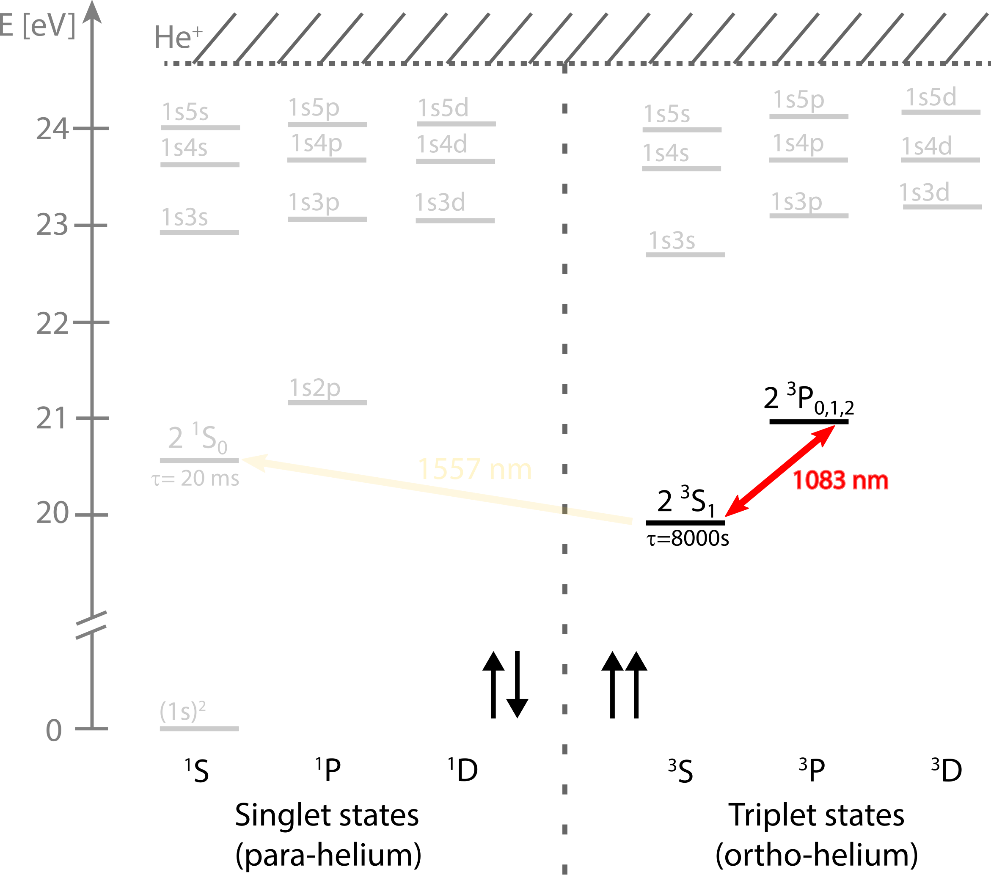 E [eV]
He⁺
24
23
22
21
20
0
1s5s
1s5p
1s5d
1s4s
1s4p
1s4d
1s3s
1s3p
1s3d
1s2p
2 ¹S₀
τ= 20 ms
(1s)²
1557 nm
1s5s
1s5p
1s5d
1s4s
1s4p
1s4d
1s3s
1s3p
1s3d
2 ³P₀,₁,₂
1083 nm
2 ³S₁
τ=8000s
¹S
¹P
¹D
³S
³P
³D
Singlet states
(para-helium)
Triplet states
(ortho-helium)